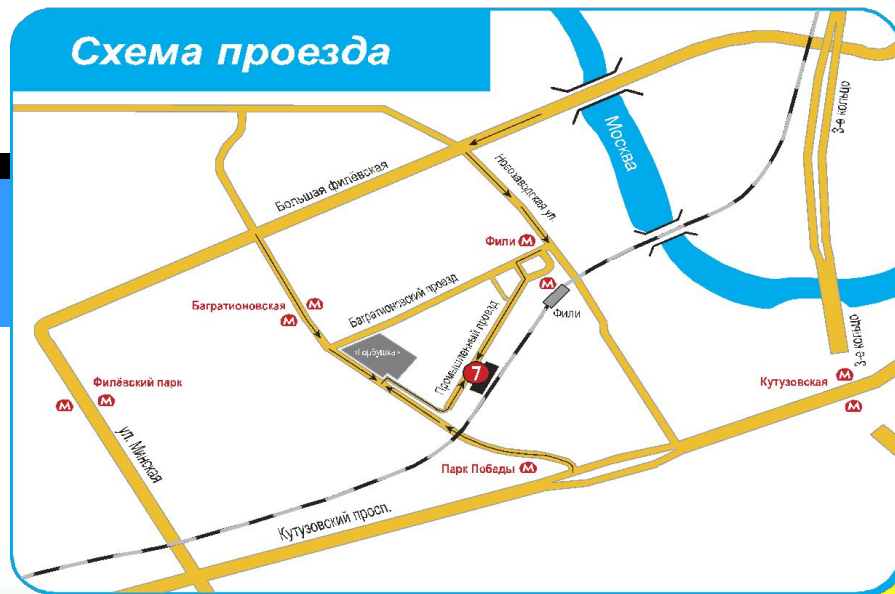 Схема проезда
3-е кольцо
Москва
Новозаводская ул.
Большая филёвская
Фили
М
Багратионовский проезд
М
Багратионовская
М
М
Фили
«Горбушка»
Промышленный проезд
3-е кольцо
7
Филёвский парк
М
М
Кутузовская
М
М
ул. Минская
Парк Победы
М
Кутузовский просп.